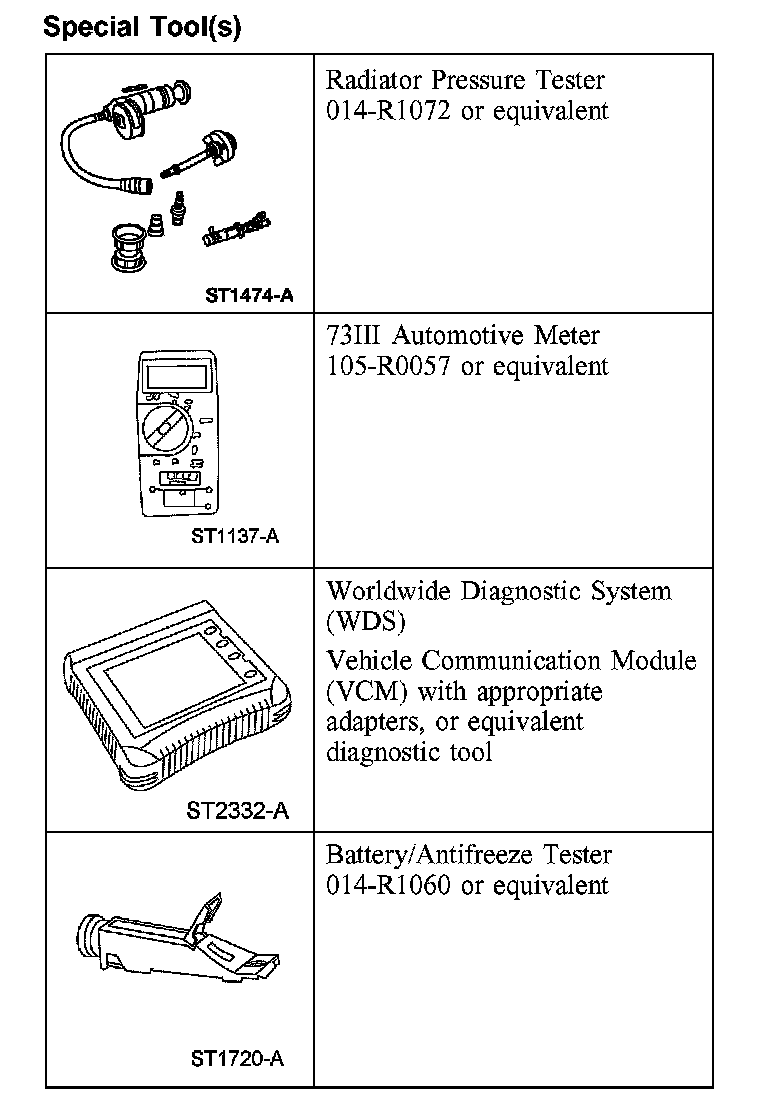 Special Tool(s)
ST1474-A
Radiator Pressure Tester
014-R1072 or equivalent
ST1137-A
73III Automotive Meter
105-R0057 or equivalent
ST2332-A
Worldwide Diagnostic System
(WDS)
Vehicle Communication Module
(VCM) with appropriate
adapters, or equivalent
diagnostic tool
ST1720-A
Battery/Antifreeze Tester
014-R1060 or equivalent